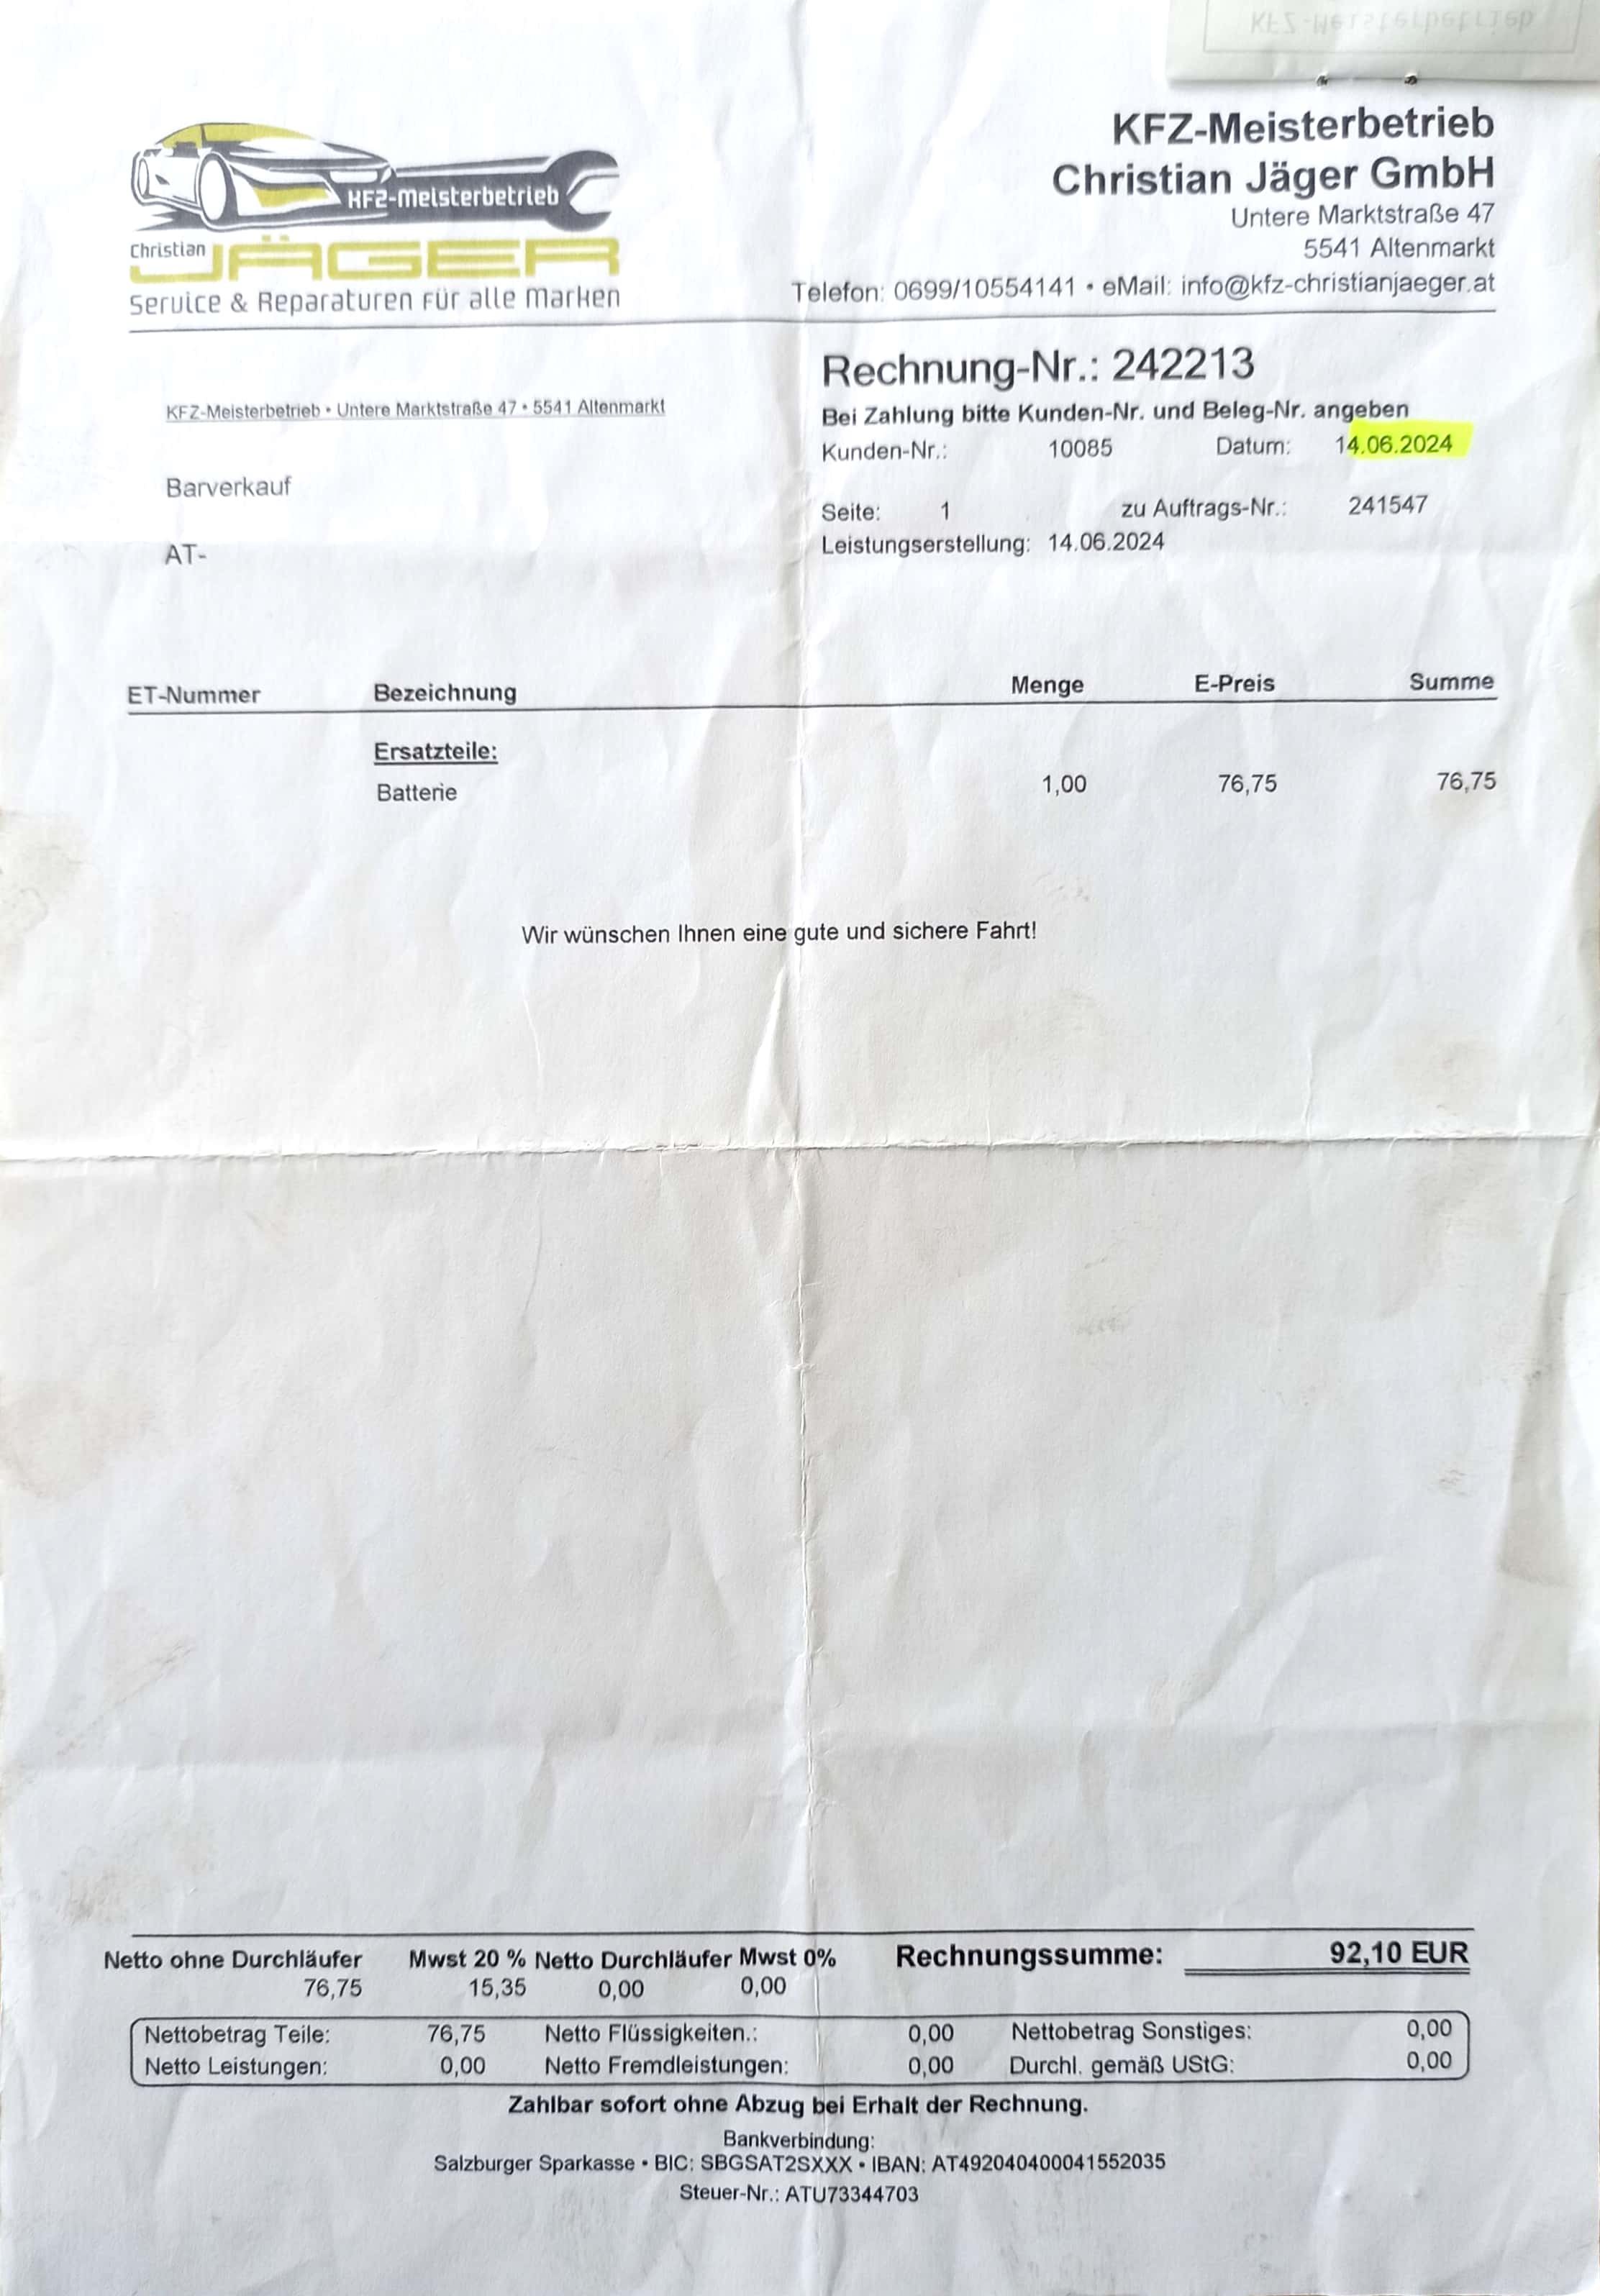 KFZ-Meisterbetrieb
KFZ-Meisterbetrieb
Christian
JÄGER
Service & Reparaturen für alle Marken
KFZ-Meisterbetrieb
Christian Jäger GmbH
Untere Marktstraße 47
5541 Altenmarkt
Telefon: 0699/10554141 • eMail: info@kfz-christianjaeger.at
KFZ-Meisterbetrieb • Untere Marktstraße 47 • 5541 Altenmarkt
Barverkauf
AT-
Rechnung-Nr.: 242213
Bei Zahlung bitte Kunden-Nr. und Beleg-Nr. angeben
Kunden-Nr.: 10085 Datum: 14.06.2024
Seite: 1 zu Auftrags-Nr.: 241547
Leistungserstellung: 14.06.2024
ET-Nummer Bezeichnung Menge E-Preis Summe
Ersatzteile:
Batterie 1,00 76,75 76,75
Wir wünschen Ihnen eine gute und sichere Fahrt!
Netto ohne Durchläufer Mwst 20 % Netto Durchläufer Mwst 0% Rechnungssumme: 92,10 EUR
76,75 15,35 0,00 0,00
Nettobetrag Teile: 76,75 Netto Flüssigkeiten.: 0,00 Nettobetrag Sonstiges: 0,00
Netto Leistungen: 0,00 Netto Fremdleistungen: 0,00 Durchl. gemäß UStG: 0,00
Zahlbar sofort ohne Abzug bei Erhalt der Rechnung.
Bankverbindung:
Salzburger Sparkasse • BIC: SBGSAT2SXXX • IBAN: AT492040400041552035
Steuer-Nr.: ATU73344703